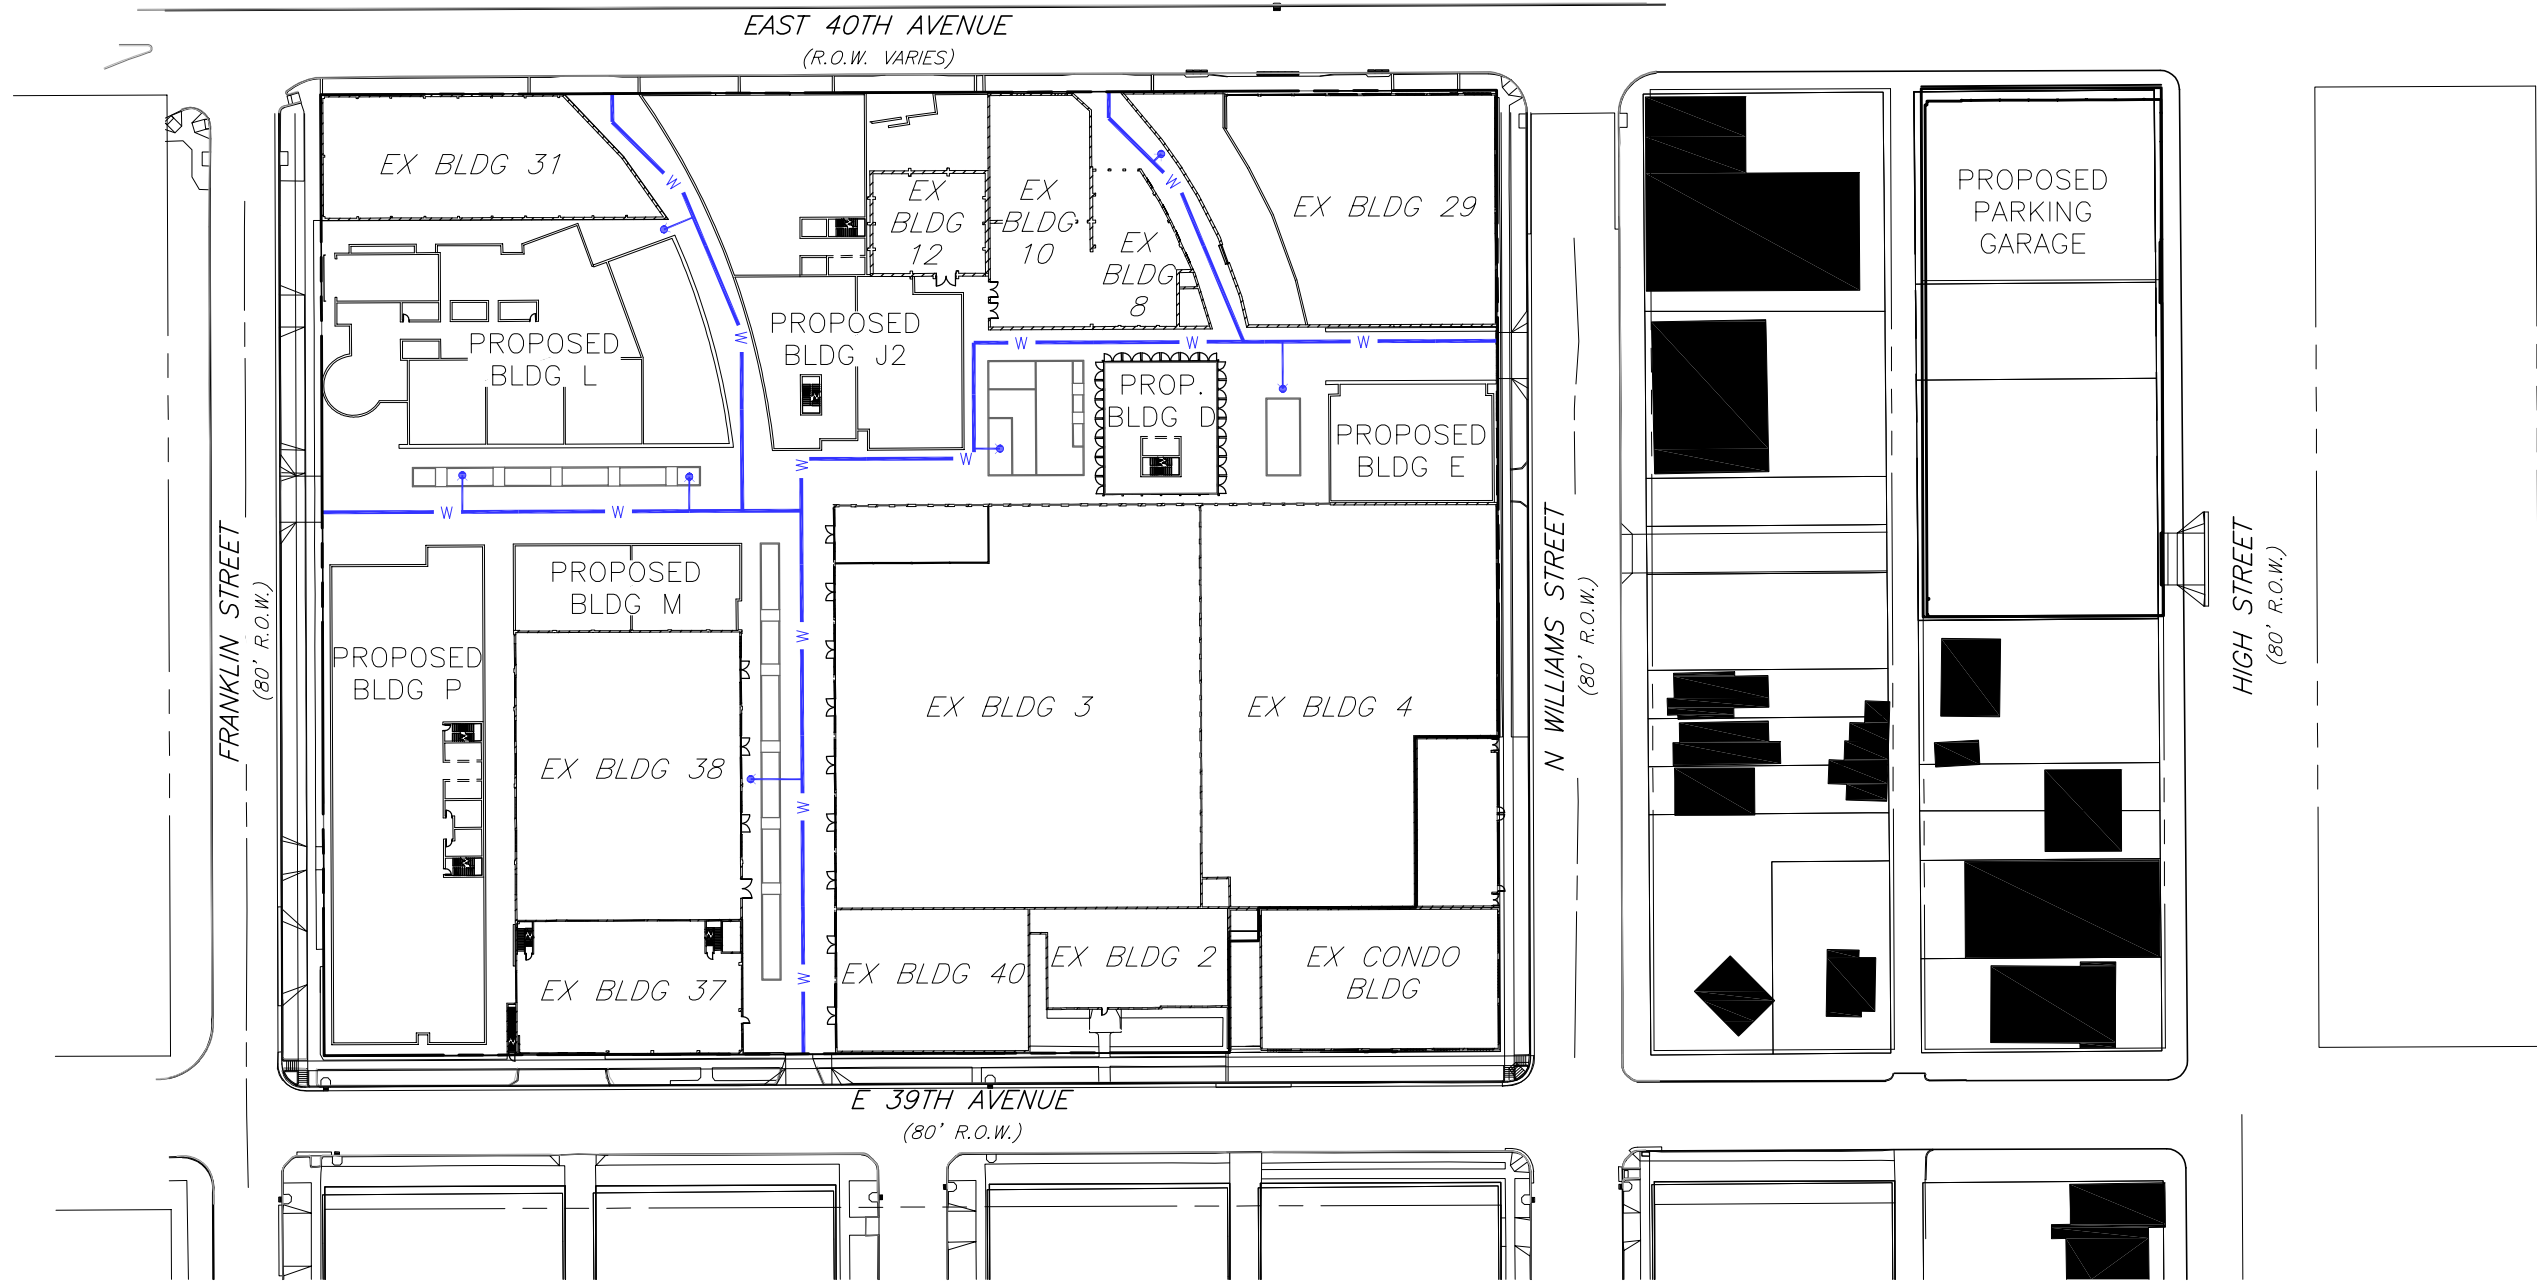 EAST 40TH AVENUE
(R.O.W. VARIES)
EX BLDG 31
EX
BLDG
12
EX
BLDG
10
EX
BLDG
8
EX BLDG 29
PROPOSED
PARKING
GARAGE
W
W
PROPOSED
BLDG L
PROPOSED
BLDG J2
W
W
W
W
PROP.
BLDG D
PROPOSED
BLDG E
W
W
W
W
FRANKLIN STREET
(80' R.O.W.)
PROPOSED
BLDG M
PROPOSED
BLDG P
W
EX BLDG 38
W
EX BLDG 3
EX BLDG 4
N WILLIAMS STREET
(80' R.O.W.)
HIGH STREET
(80' R.O.W.)
EX BLDG 37
W
EX BLDG 40
EX BLDG 2
EX CONDO
BLDG
E 39TH AVENUE
(80' R.O.W.)